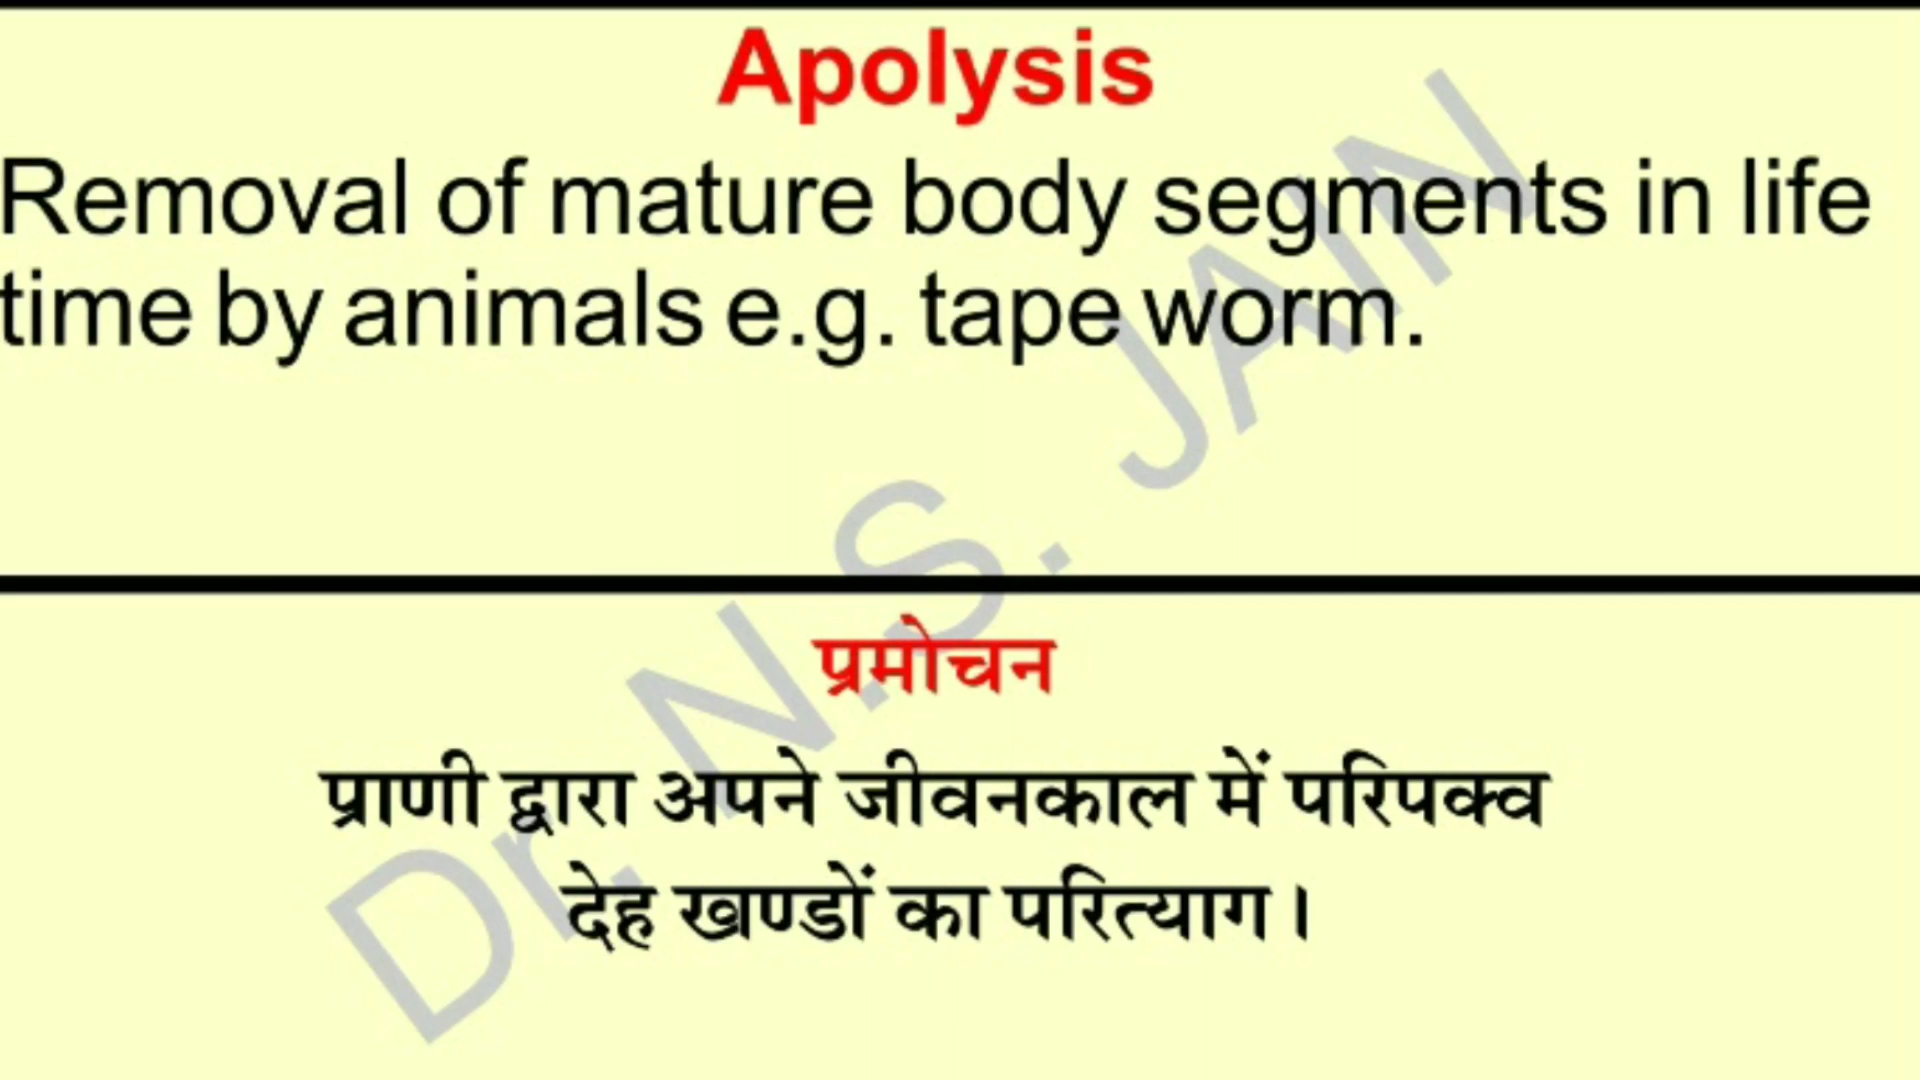 Apolysis
Removal of mature body segments in life
time by animals e.g. tape worm.
प्रमोचन
प्राणी द्वारा अपने जीवनकाल में परिपक्व
देह खण्डों का परित्याग।
Dr. N. S. JAIN